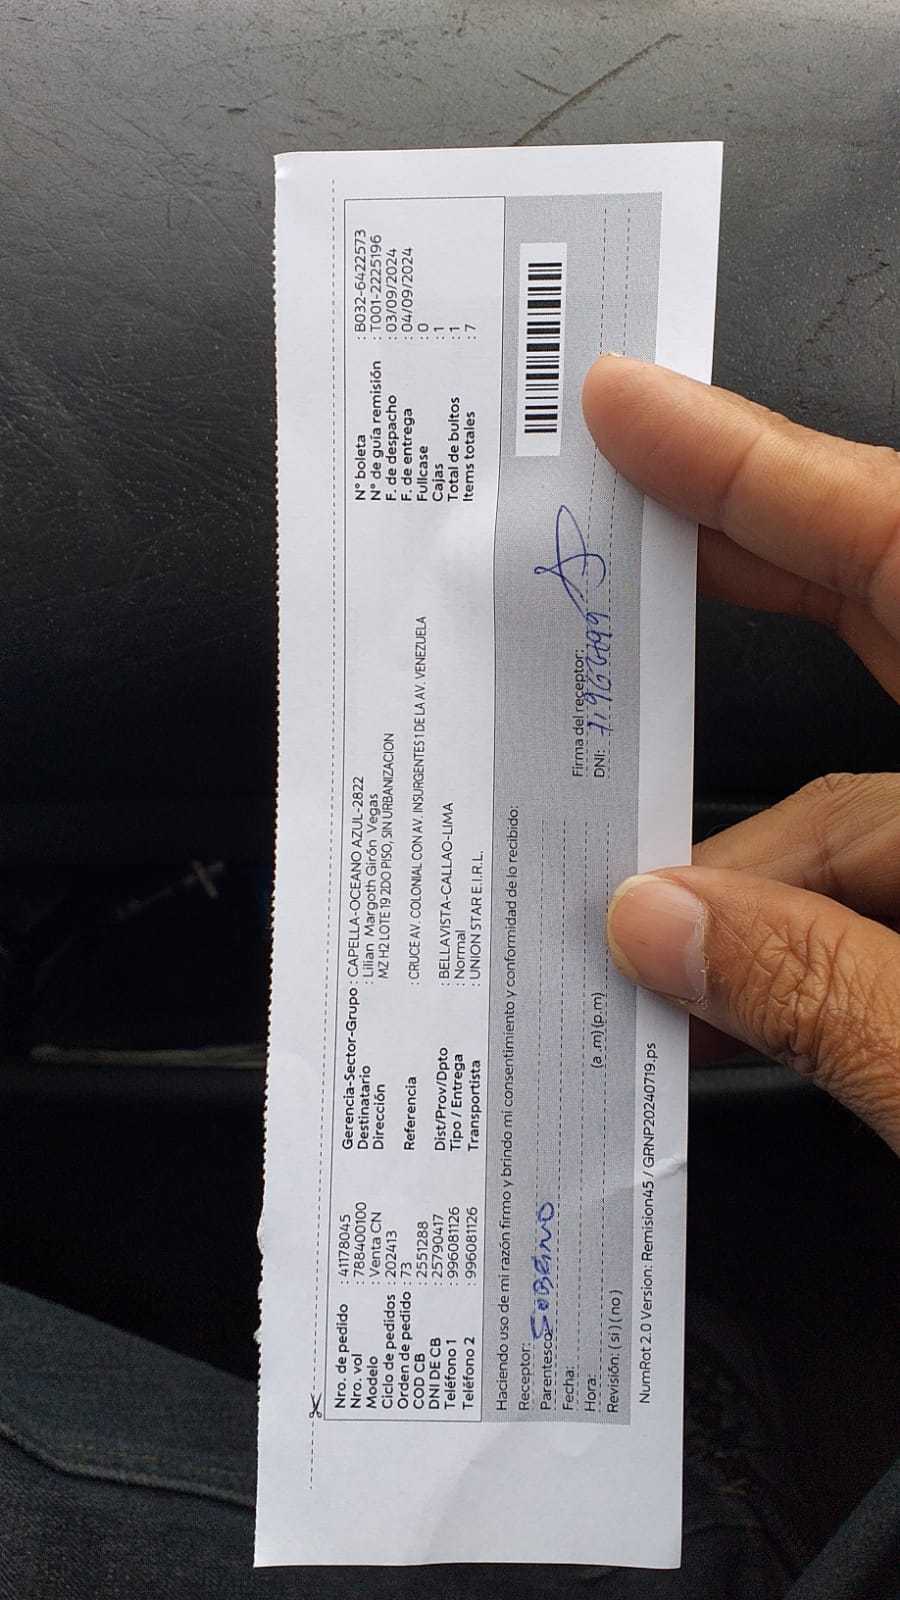 Nro. de pedido : 41178045
Nro. vol : 788400100
Modelo : Venta CN
Ciclo de pedidos : 202413
Orden de pedido : 73
COD CB : 2551288
DNI DE CB : 25790417
Teléfono 1 : 996081126
Teléfono 2 : 996081126
Gerencia-Sector-Grupo : CAPELLA-OCEANO AZUL-2822
Destinatario : Lilian Margoth Girón Vegas
Dirección MZ H2 LOTE 19 2DO PISO, SIN URBANIZACION
Referencia : CRUCE AV. COLONIAL CON AV. INSURGENTES 1 DE LA AV. VENEZUELA
Dist/Prov/Dpto : BELLAVISTA-CALLAO-LIMA
Tipo / Entrega : Normal
Transportista : UNION STAR E.I.R.L.
N° boleta : B032-6422573
N° de guía remisión : T001-2225196
F. de despacho : 03/09/2024
F. de entrega : 04/09/2024
Fullcase : 0
Cajas : 1
Total de bultos : 1
Items totales : 7
Haciendo uso de mi razón firmo y brindo mi consentimiento y conformidad de lo recibido:
Receptor:
Parentesco:
Fecha:
Hora: (a .m) (p.m)
Revisión: ( si ) ( no )
Firma del receptor:
DNI:
NumRot 2.0 Version: Remision45 / GRNP20240719.ps